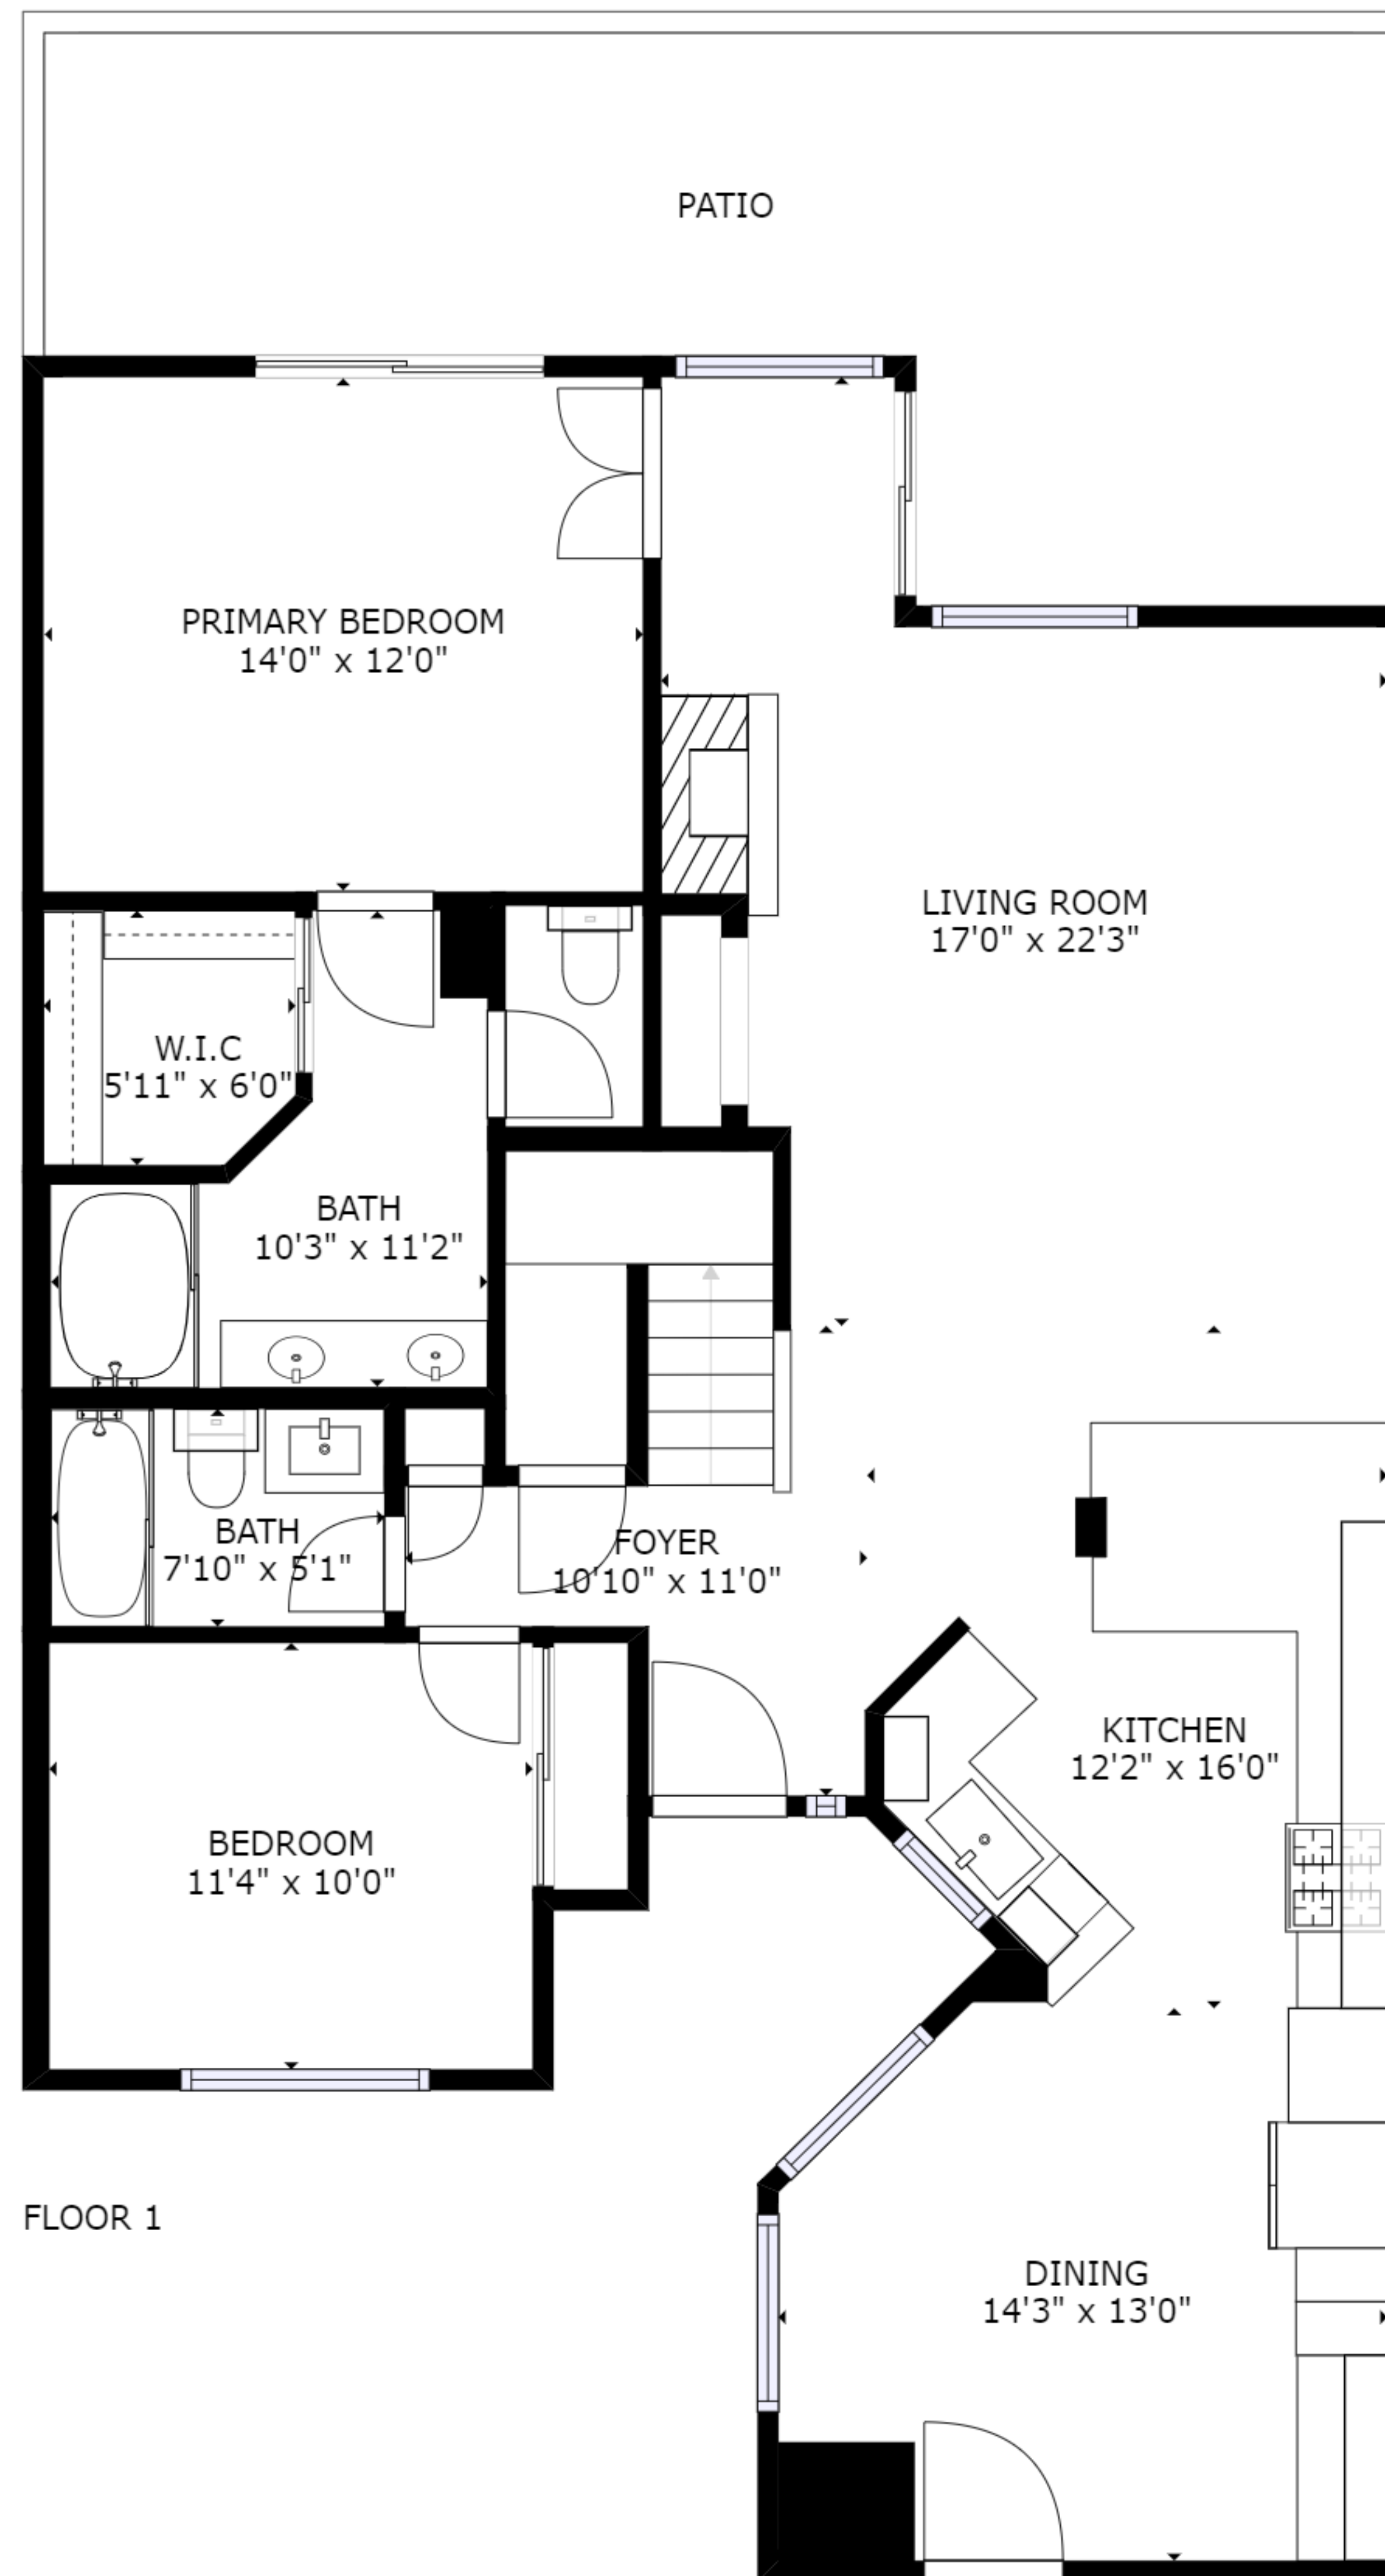 PATIO
PRIMARY BEDROOM
14'0" x 12'0"
LIVING ROOM
17'0" x 22'3"
W.I.C
5'11" x 6'0"
BATH
10'3" x 11'2"
BATH
7'10" x 5'1"
FOYER
10'10" x 11'0"
KITCHEN
12'2" x 16'0"
BEDROOM
11'4" x 10'0"
FLOOR 1
DINING
14'3" x 13'0"